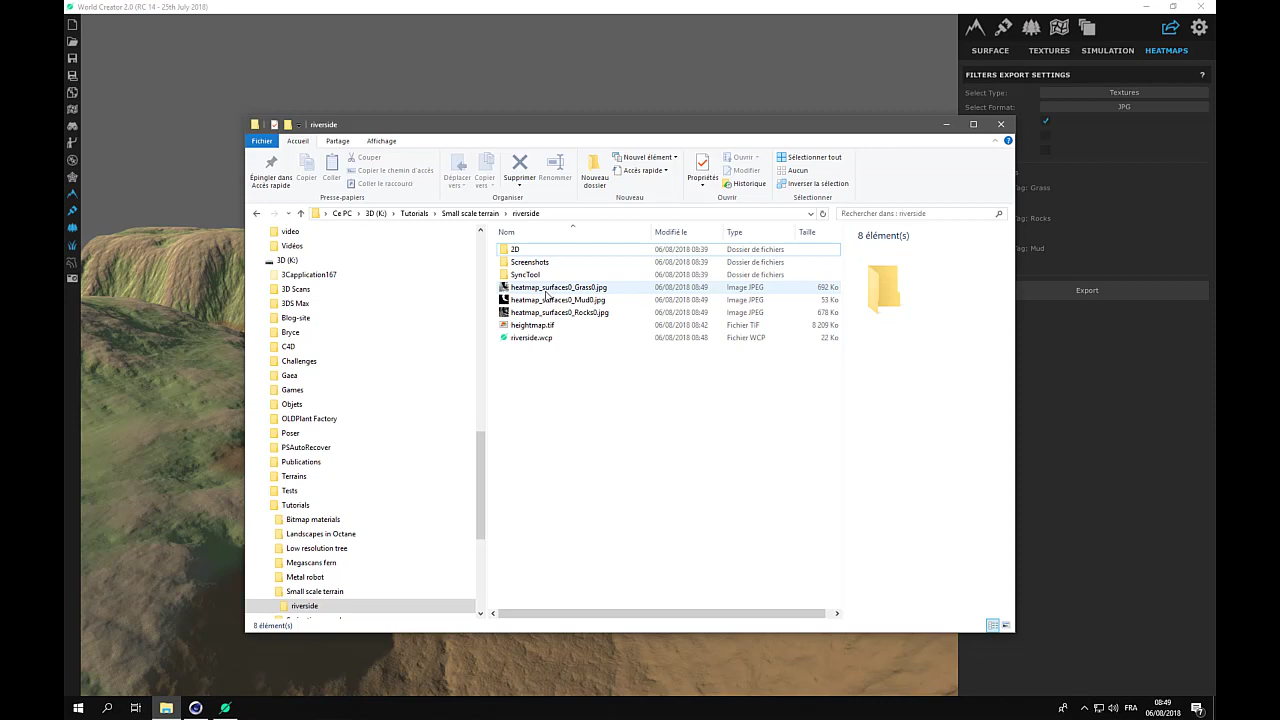 World Creator 2.0 (RC 14 - 25th July 2018)
SURFACE TEXTURES SIMULATION HEATMAPS
FILTERS EXPORT SETTINGS ?
Select Type: Textures
Select Format: JPG
Tag: Grass
Tag: Rocks
Tag: Mud
Export
riverside
Fichier Accueil Partage Affichage
Épingler dans Accès rapide
Copier
Coller
Couper
Copier le chemin d'accès
Coller le raccourci
Presse-papiers
Déplacer vers
Copier vers
Supprimer
Renommer
Organiser
Nouveau dossier
Nouvel élément
Accès rapide
Nouveau
Propriétés
Ouvrir
Modifier
Historique
Ouvrir
Sélectionner tout
Aucun
Inverser la sélection
Sélectionner
Ce PC > 3D (K:) > Tutorials > Small scale terrain > riverside
Rechercher dans : riverside
video
Vidéos
3D (K:)
3Capplication167
3D Scans
3DS Max
Blog-site
Bryce
C4D
Challenges
Gaea
Games
Objets
OLDPlant Factory
Poser
PSAutoRecover
Publications
Terrains
Tests
Tutorials
Bitmap materials
Landscapes in Octane
Low resolution tree
Megascans fern
Metal robot
Small scale terrain
riverside
Nom Modifié le Type Taille
2D 06/08/2018 08:39 Dossier de fichiers
Screenshots 06/08/2018 08:39 Dossier de fichiers
SyncTool 06/08/2018 08:39 Dossier de fichiers
heatmap_surfaces0_Grass0.jpg 06/08/2018 08:49 Image JPEG 692 Ko
heatmap_surfaces0_Mud0.jpg 06/08/2018 08:49 Image JPEG 53 Ko
heatmap_surfaces0_Rocks0.jpg 06/08/2018 08:49 Image JPEG 678 Ko
heightmap.tif 06/08/2018 08:42 Fichier TIF 8 209 Ko
riverside.wcp 06/08/2018 08:48 Fichier WCP 22 Ko
8 élément(s)
8 élément(s)
FRA
08:49
06/08/2018